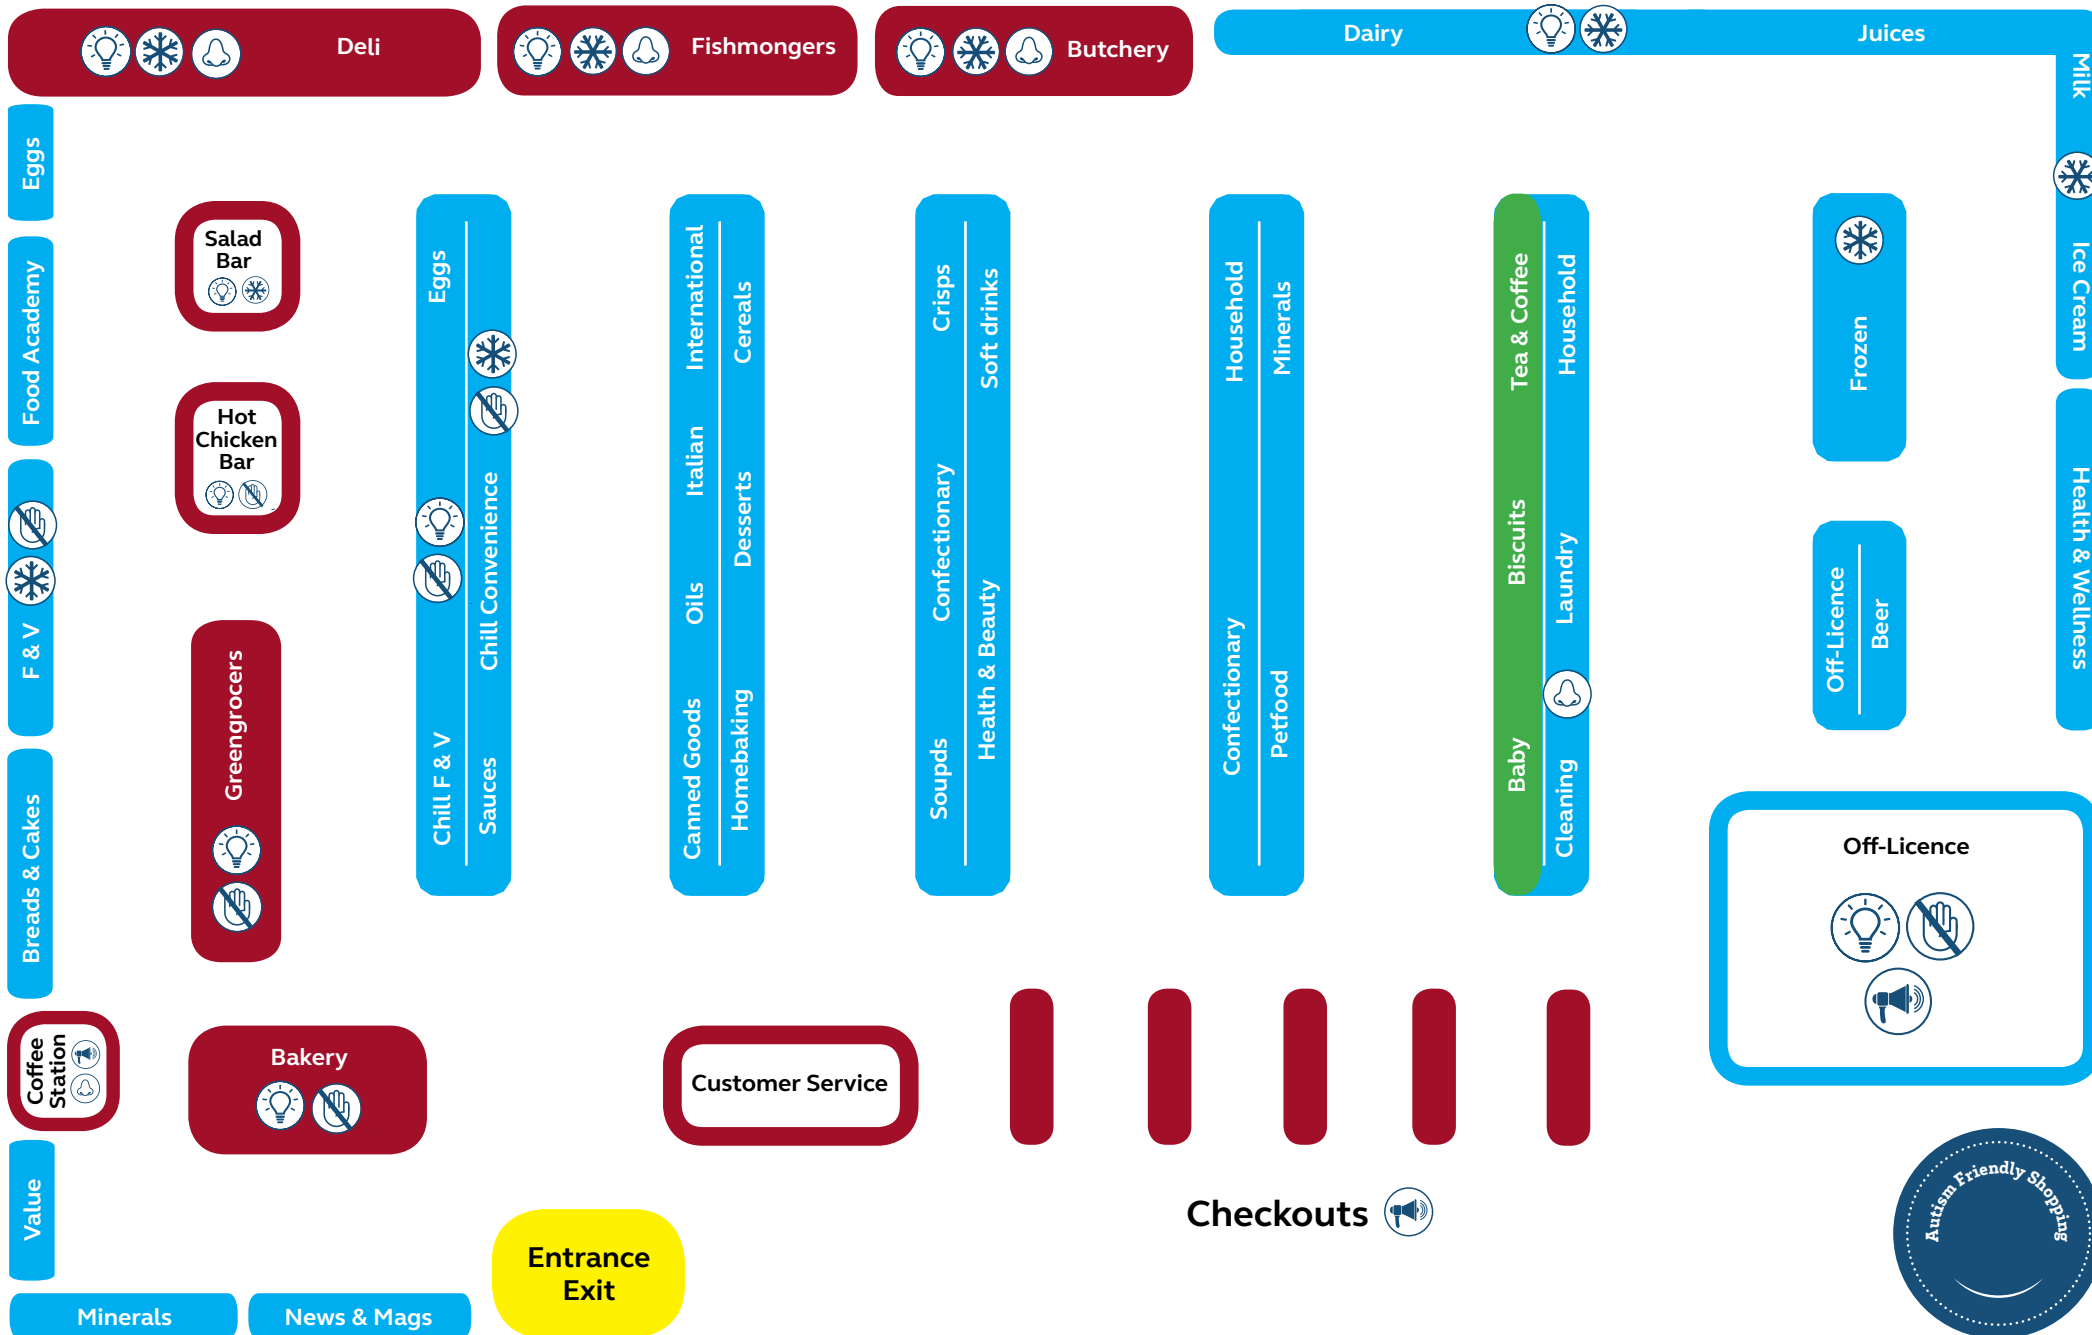 Deli
Fishmongers
Butchery
Dairy
Juices
Milk
Ice Cream
Health & Wellness
Eggs
Food Academy
F & V
Breads & Cakes
Coffee
Station
Value
Minerals
News & Mags
Salad
Bar
Hot
Chicken
Bar
Greengrocers
Bakery
Eggs
Chill F & V
Chill Convenience
Sauces
International
Italian
Oils
Canned Goods
Cereals
Desserts
Homebaking
Crisps
Confectionary
Soupds
Soft drinks
Health & Beauty
Household
Confectionary
Minerals
Petfood
Tea & Coffee
Biscuits
Baby
Household
Laundry
Cleaning
Frozen
Off-Licence
Beer
Off-Licence
Customer Service
Checkouts
Entrance
Exit
Autism Friendly Shopping